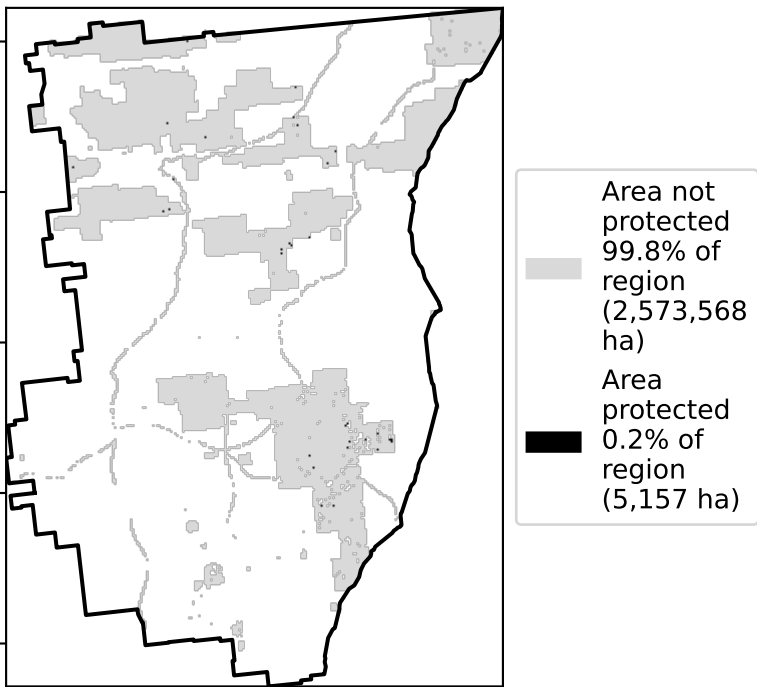 Area not
protected
99.8% of
region
(2,573,568
ha)
Area
protected
0.2% of
region
(5,157 ha)